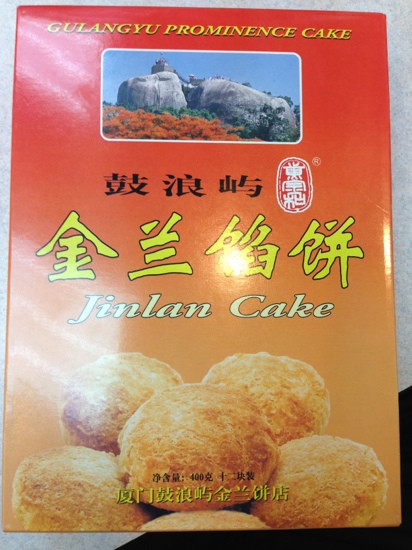 GULANGYU PROMINENCE CAKE
鼓浪屿
®
金兰馅饼
Jinlan Cake
净含量：400克 十二块装
厦门鼓浪屿金兰饼店